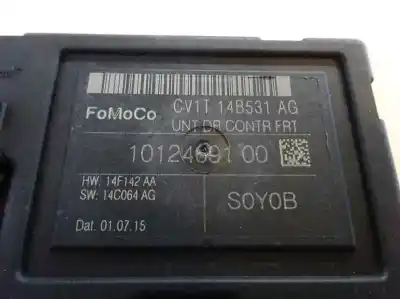 CV1T 14B531 AG
FoMoCo
UNT DR CONTR FRT
10124691 00
HW: 14F142 AA
SW: 14C064 AG
S0Y0B
Dat. 01.07.15